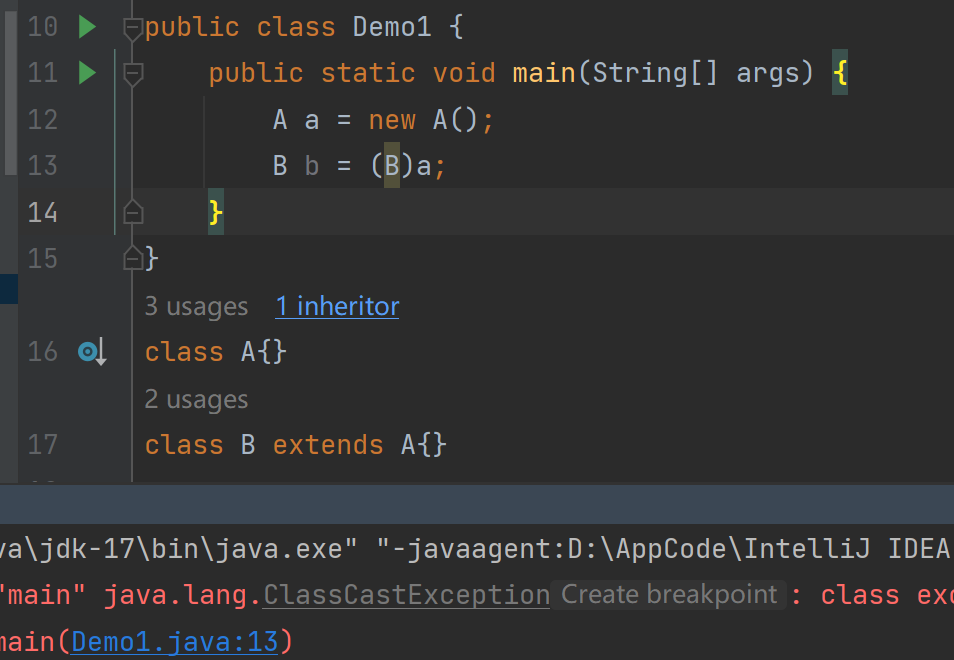 10 public class Demo1 {
11 public static void main(String[] args) {
12 A a = new A();
13 B b = (B)a;
14 }
15 }
3 usages 1 inheritor
16 class A{}
2 usages
17 class B extends A{}
va\jdk-17\bin\java.exe" "-javaagent:D:\AppCode\IntelliJ IDEA
"main" java.lang.ClassCastException Create breakpoint : class exc
main(Demo1.java:13)